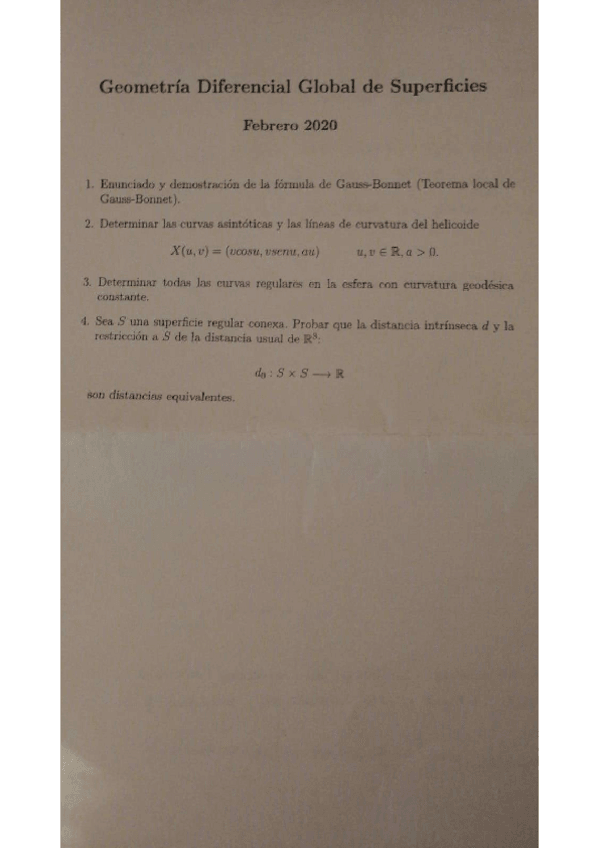 Geometría Diferencial Global de Superficies
Febrero 2020
1. Enunciado y demostración de la fórmula de Gauss-Bonnet (Teorema local de
Gauss-Bonnet).
2. Determinar las curvas asintóticas y las líneas de curvatura del helicoide
X(u, v) = (vcosu, vsenu, au)   u, v ∈ ℝ, a > 0.
3. Determinar todas las curvas regulares en la esfera con curvatura geodésica
constante.
4. Sea S una superficie regular conexa. Probar que la distancia intrínseca d y la
restricción a S de la distancia usual de ℝ³:
d₀ : S × S ⟶ ℝ
son distancias equivalentes.